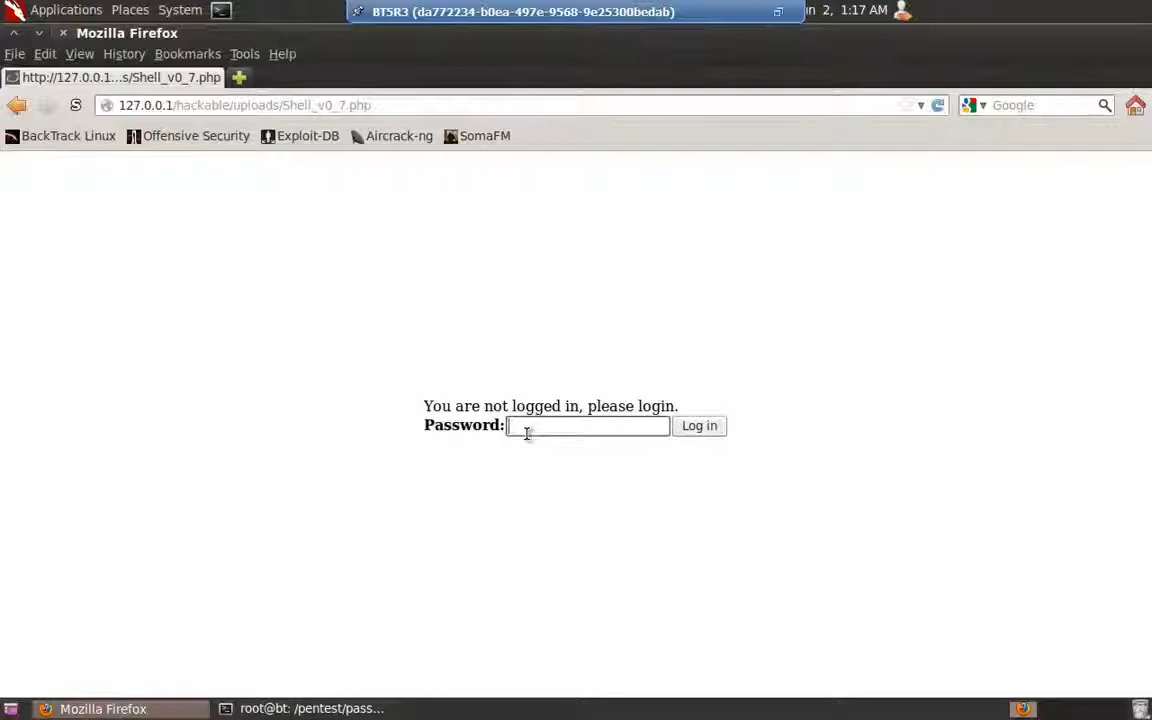 Applications Places System
BT5R3 (da772234-b0ea-497e-9568-9e25300bedab)
in 2, 1:17 AM
Mozilla Firefox
File Edit View History Bookmarks Tools Help
http://127.0.0.1...s/Shell_v0_7.php
127.0.0.1/hackable/uploads/Shell_v0_7.php
Google
BackTrack Linux Offensive Security Exploit-DB Aircrack-ng SomaFM
You are not logged in, please login.
Password: Log in
Mozilla Firefox root@bt: /pentest/pass...